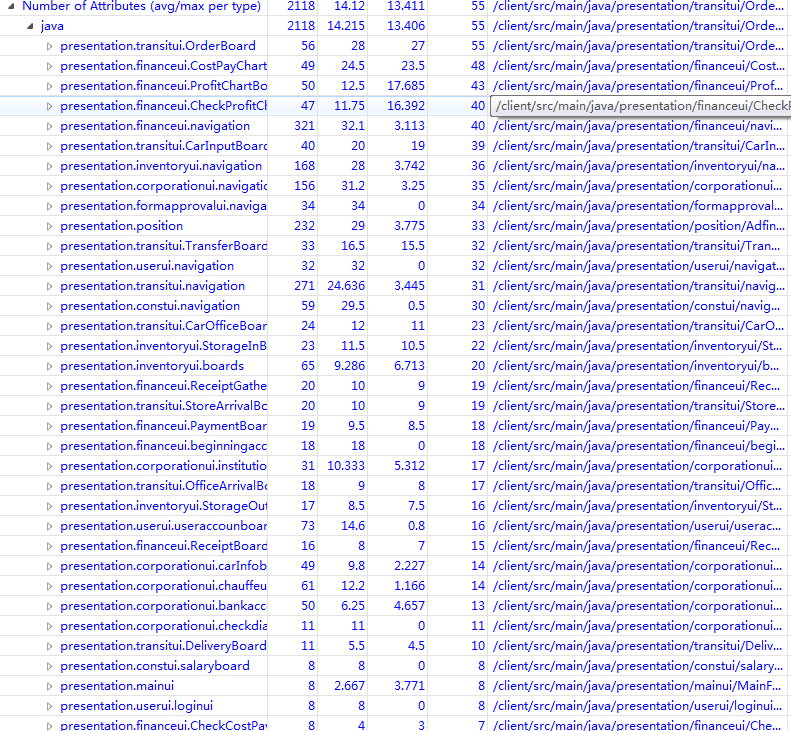 Number of Attributes (avg/max per type) 2118 14.12 13.411 55 /client/src/main/java/presentation/transitui/Orde...
java 2118 14.215 13.406 55 /client/src/main/java/presentation/transitui/Orde...
presentation.transitui.OrderBoard 56 28 27 55 /client/src/main/java/presentation/transitui/Orde...
presentation.financeui.CostPayChart 49 24.5 23.5 48 /client/src/main/java/presentation/financeui/Cost...
presentation.financeui.ProfitChartBo 50 12.5 17.685 43 /client/src/main/java/presentation/financeui/Prof...
presentation.financeui.CheckProfitCh 47 11.75 16.392 40 /client/src/main/java/presentation/financeui/CheckP
presentation.financeui.navigation 321 32.1 3.113 40 /client/src/main/java/presentation/financeui/navi...
presentation.transitui.CarInputBoard 40 20 19 39 /client/src/main/java/presentation/transitui/CarIn...
presentation.inventoryui.navigation 168 28 3.742 36 /client/src/main/java/presentation/inventoryui/na...
presentation.corporationui.navigatio 156 31.2 3.25 35 /client/src/main/java/presentation/corporationui...
presentation.formapprovalui.naviga 34 34 0 34 /client/src/main/java/presentation/formapproval...
presentation.position 232 29 3.775 33 /client/src/main/java/presentation/position/Adfin...
presentation.transitui.TransferBoard 33 16.5 15.5 32 /client/src/main/java/presentation/transitui/Tran...
presentation.userui.navigation 32 32 0 32 /client/src/main/java/presentation/userui/navigat...
presentation.transitui.navigation 271 24.636 3.445 31 /client/src/main/java/presentation/transitui/navig...
presentation.constui.navigation 59 29.5 0.5 30 /client/src/main/java/presentation/constui/navig...
presentation.transitui.CarOfficeBoar 24 12 11 23 /client/src/main/java/presentation/transitui/CarO...
presentation.inventoryui.StorageInB 23 11.5 10.5 22 /client/src/main/java/presentation/inventoryui/St...
presentation.inventoryui.boards 65 9.286 6.713 20 /client/src/main/java/presentation/inventoryui/b...
presentation.financeui.ReceiptGathe 20 10 9 19 /client/src/main/java/presentation/financeui/Rec...
presentation.transitui.StoreArrivalBo 20 10 9 19 /client/src/main/java/presentation/transitui/Store...
presentation.financeui.PaymentBoar 19 9.5 8.5 18 /client/src/main/java/presentation/financeui/Pay...
presentation.financeui.beginningacc 18 18 0 18 /client/src/main/java/presentation/financeui/begi...
presentation.corporationui.institutio 31 10.333 5.312 17 /client/src/main/java/presentation/corporationui...
presentation.transitui.OfficeArrivalBo 18 9 8 17 /client/src/main/java/presentation/transitui/Offic...
presentation.inventoryui.StorageOut 17 8.5 7.5 16 /client/src/main/java/presentation/inventoryui/St...
presentation.userui.useraccounboar 73 14.6 0.8 16 /client/src/main/java/presentation/userui/userac...
presentation.financeui.ReceiptBoard 16 8 7 15 /client/src/main/java/presentation/financeui/Rec...
presentation.corporationui.carInfob 49 9.8 2.227 14 /client/src/main/java/presentation/corporationui...
presentation.corporationui.chauffeu 61 12.2 1.166 14 /client/src/main/java/presentation/corporationui...
presentation.corporationui.bankacc 50 6.25 4.657 13 /client/src/main/java/presentation/corporationui...
presentation.corporationui.checkdia 11 11 0 11 /client/src/main/java/presentation/corporationui...
presentation.transitui.DeliveryBoard 11 5.5 4.5 10 /client/src/main/java/presentation/transitui/Deliv...
presentation.constui.salaryboard 8 8 0 8 /client/src/main/java/presentation/constui/salary...
presentation.mainui 8 2.667 3.771 8 /client/src/main/java/presentation/mainui/MainF...
presentation.userui.loginui 8 8 0 8 /client/src/main/java/presentation/userui/loginui...
presentation.financeui.CheckCostPay 8 4 3 7 /client/src/main/java/presentation/financeui/Che...